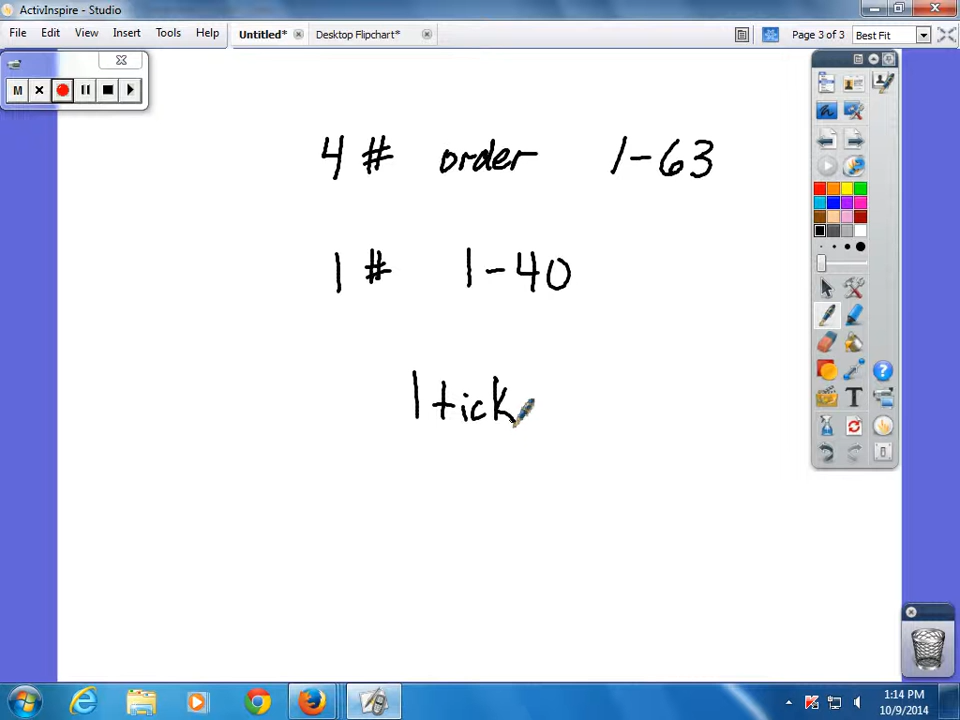 ActivInspire - Studio
File Edit View Insert Tools Help Untitled* Desktop Flipchart* Page 3 of 3 Best Fit
M
4 # order 1-63
1 # 1-40
1 tick
T
?
1:14 PM
10/9/2014